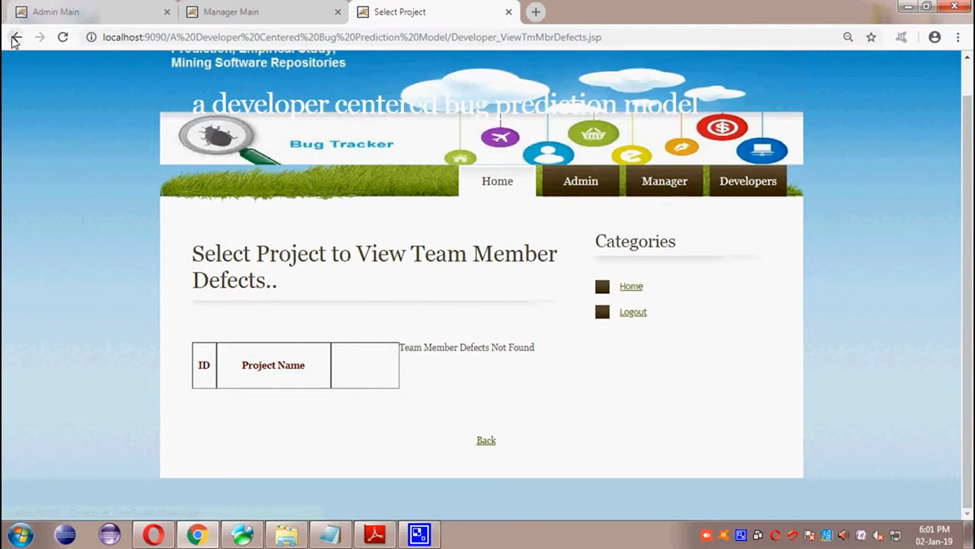 Admin Main
Manager Main
Select Project
localhost:9090/A%20Developer%20Centered%20Bug%20Prediction%20Model/Developer_ViewTmMbrDefects.jsp
Prediction, Empirical Study,
Mining Software Repositories
a developer centered bug prediction model
Bug Tracker
Home
Admin
Manager
Developers
Select Project to View Team Member
Defects..
Categories
Home
Logout
ID
Project Name
Team Member Defects Not Found
Back
6:01 PM
02-Jan-19